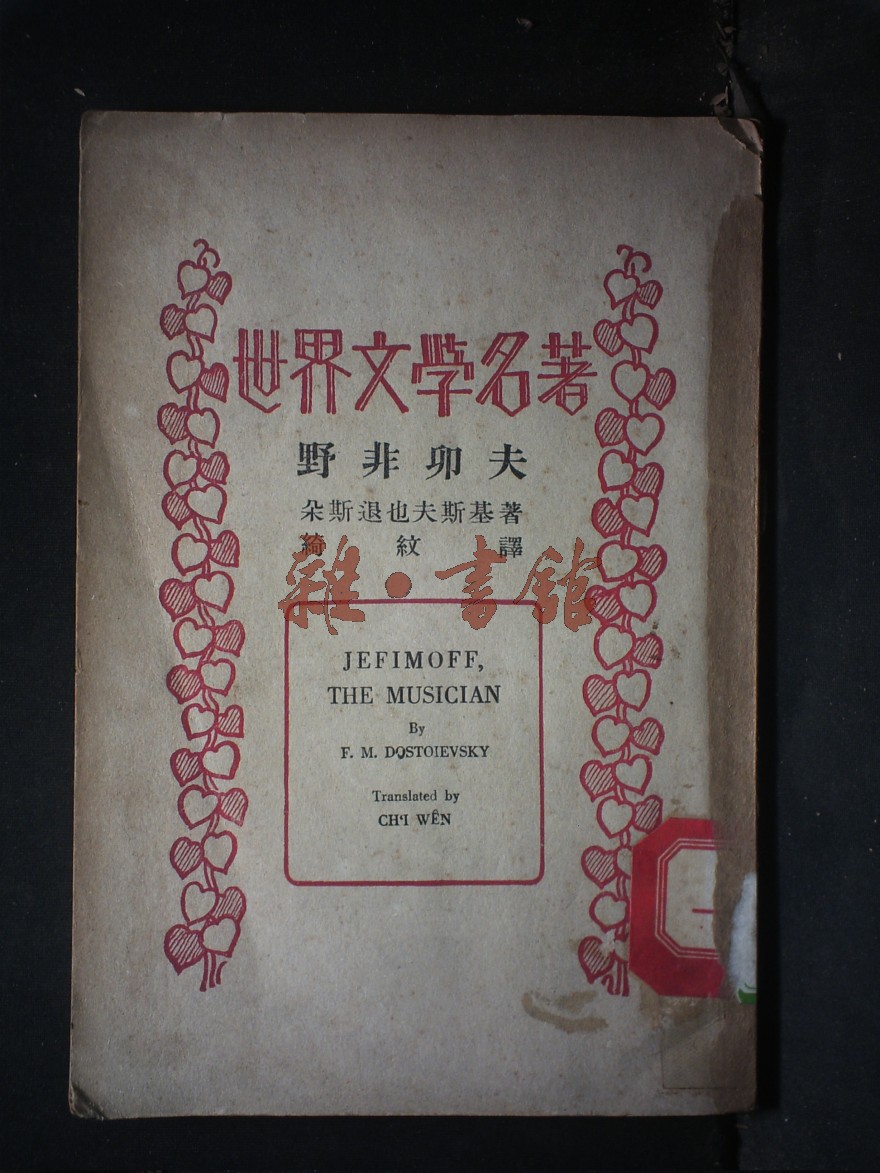 世界文學名著
野非卯夫
朵斯退也夫斯基著
綺紋譯
雜·書館
JEFIMOFF,
THE MUSICIAN
By
F. M. DOSTOIEVSKY
Translated by
CH'I WÊN